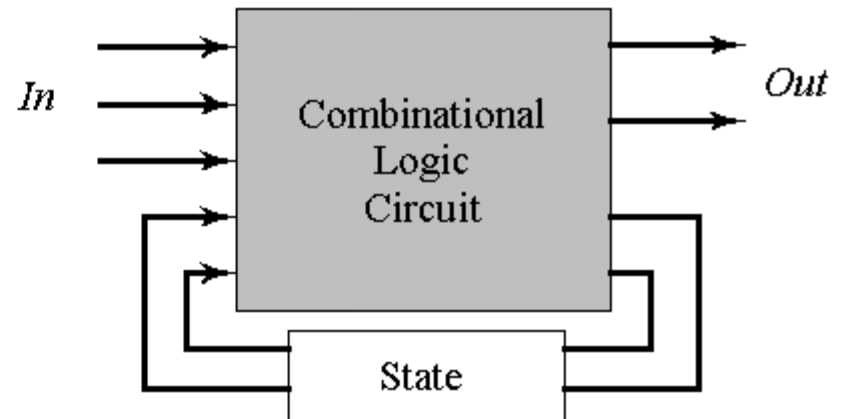 In
Combinational
Logic
Circuit
Out
State